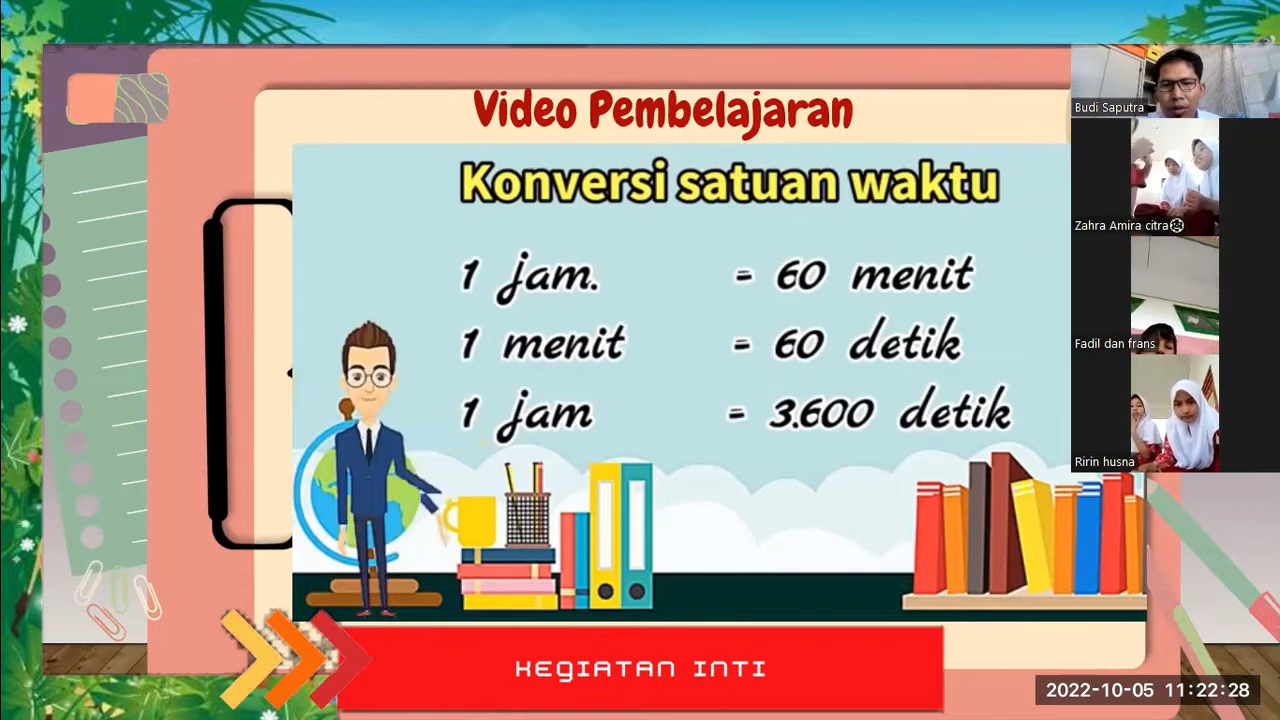 Video Pembelajaran
Konversi satuan waktu
1 jam. = 60 menit
1 menit = 60 detik
1 jam = 3.600 detik
KEGIATAN INTI
Budi Saputra
Zahra Amira citra☹
Fadil dan frans
Ririn husna
2022-10-05 11:22:28